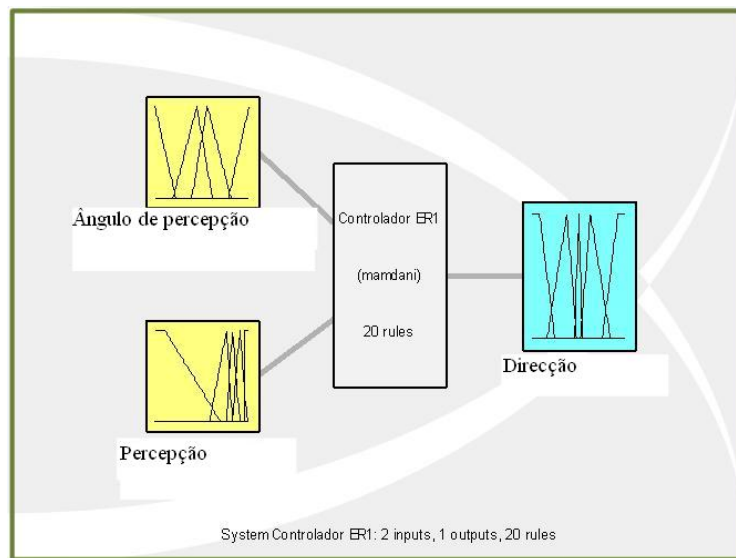 Ângulo de percepção
Controlador ER1
(mamdani)
20 rules
Direcção
Percepção
System Controlador ER1: 2 inputs, 1 outputs, 20 rules